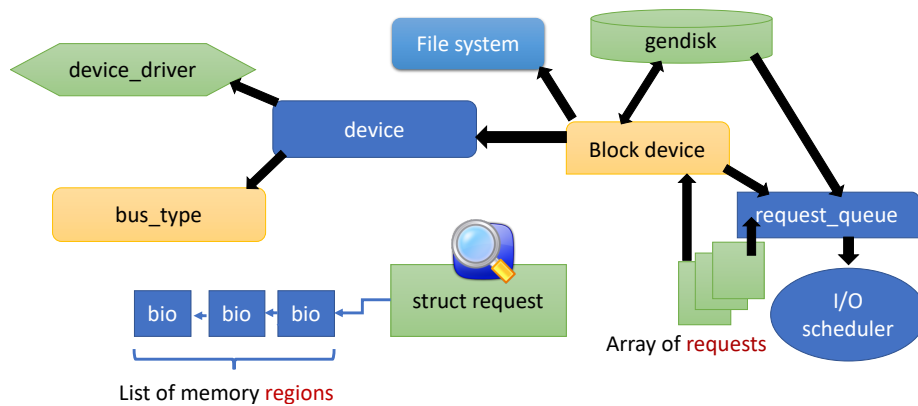 File system
gendisk
device_driver
device
Block device
bus_type
request_queue
struct request
bio
bio
bio
I/O
scheduler
Array of requests
List of memory regions